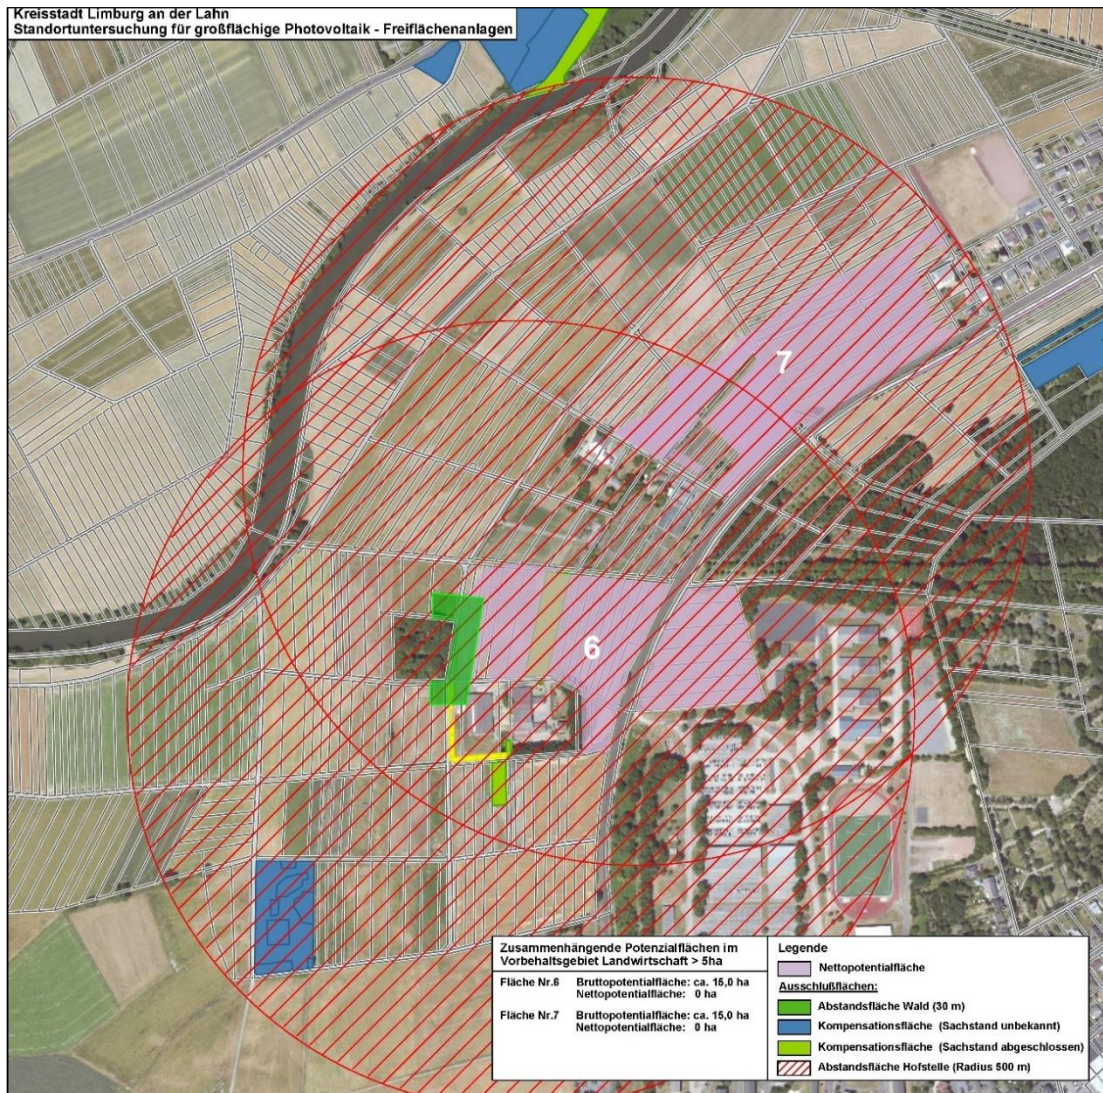 Kreisstadt Limburg an der Lahn
Standortuntersuchung für großflächige Photovoltaik - Freiflächenanlagen
7
6
Zusammenhängende Potenzialflächen im
Vorbehaltsgebiet Landwirtschaft > 5ha
Fläche Nr.6 Bruttopotentialfläche: ca. 15,0 ha
Nettopotentialfläche: 0 ha
Fläche Nr.7 Bruttopotentialfläche: ca. 15,0 ha
Nettopotentialfläche: 0 ha
Legende
Nettopotentialfläche
Ausschlußflächen:
Abstandsfläche Wald (30 m)
Kompensationsfläche (Sachstand unbekannt)
Kompensationsfläche (Sachstand abgeschlossen)
Abstandsfläche Hofstelle (Radius 500 m)